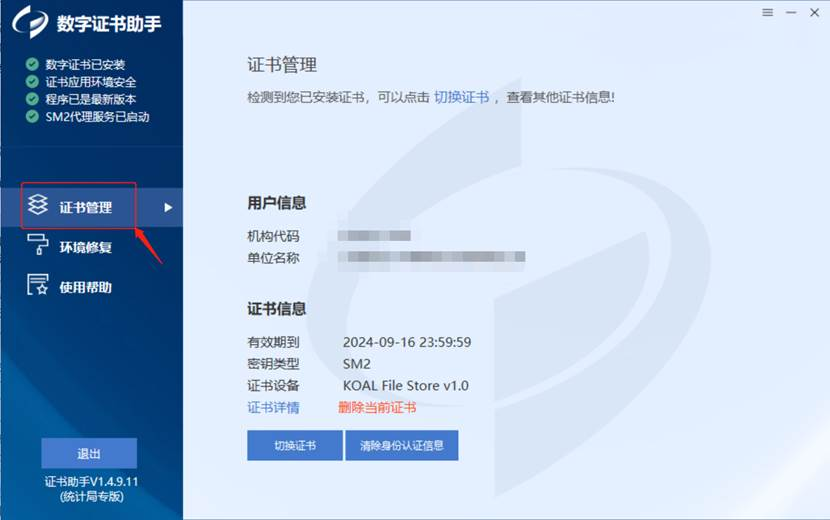 数字证书助手
数字证书已安装
证书应用环境安全
程序已是最新版本
SM2代理服务已启动
证书管理
环境修复
使用帮助
退出
证书助手V1.4.9.11
(统计局专版)
证书管理
检测到您已安装证书，可以点击 切换证书 ，查看其他证书信息!
用户信息
机构代码
单位名称
证书信息
有效期到 2024-09-16 23:59:59
密钥类型 SM2
证书设备 KOAL File Store v1.0
证书详情 删除当前证书
切换证书 清除身份认证信息